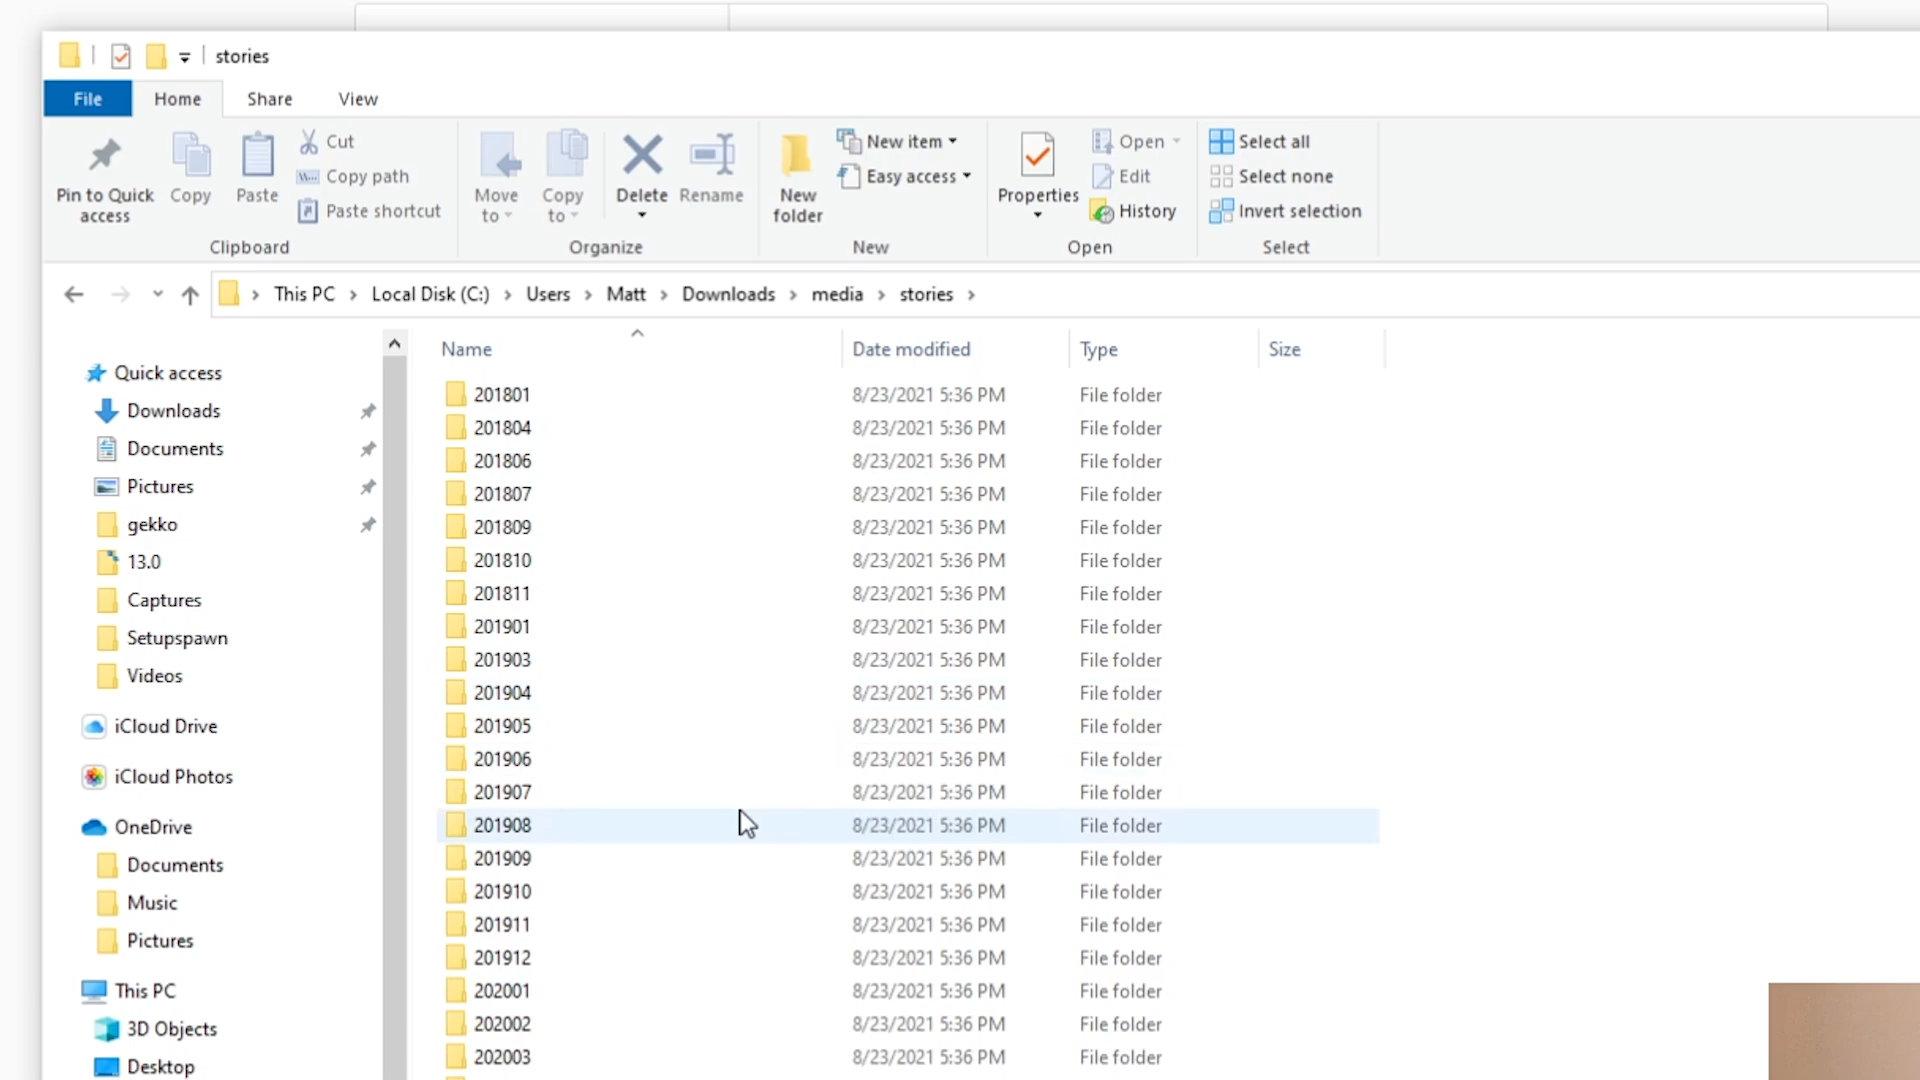 stories
File Home Share View
Pin to Quick access
Copy
Paste
Cut
Copy path
Paste shortcut
Clipboard
Move to
Copy to
Delete
Rename
Organize
New folder
New item
Easy access
New
Properties
Open
Edit
History
Open
Select all
Select none
Invert selection
Select
This PC > Local Disk (C:) > Users > Matt > Downloads > media > stories >
Quick access
Downloads
Documents
Pictures
gekko
13.0
Captures
Setupspawn
Videos
iCloud Drive
iCloud Photos
OneDrive
Documents
Music
Pictures
This PC
3D Objects
Desktop
Name Date modified Type Size
201801 8/23/2021 5:36 PM File folder
201804 8/23/2021 5:36 PM File folder
201806 8/23/2021 5:36 PM File folder
201807 8/23/2021 5:36 PM File folder
201809 8/23/2021 5:36 PM File folder
201810 8/23/2021 5:36 PM File folder
201811 8/23/2021 5:36 PM File folder
201901 8/23/2021 5:36 PM File folder
201903 8/23/2021 5:36 PM File folder
201904 8/23/2021 5:36 PM File folder
201905 8/23/2021 5:36 PM File folder
201906 8/23/2021 5:36 PM File folder
201907 8/23/2021 5:36 PM File folder
201908 8/23/2021 5:36 PM File folder
201909 8/23/2021 5:36 PM File folder
201910 8/23/2021 5:36 PM File folder
201911 8/23/2021 5:36 PM File folder
201912 8/23/2021 5:36 PM File folder
202001 8/23/2021 5:36 PM File folder
202002 8/23/2021 5:36 PM File folder
202003 8/23/2021 5:36 PM File folder